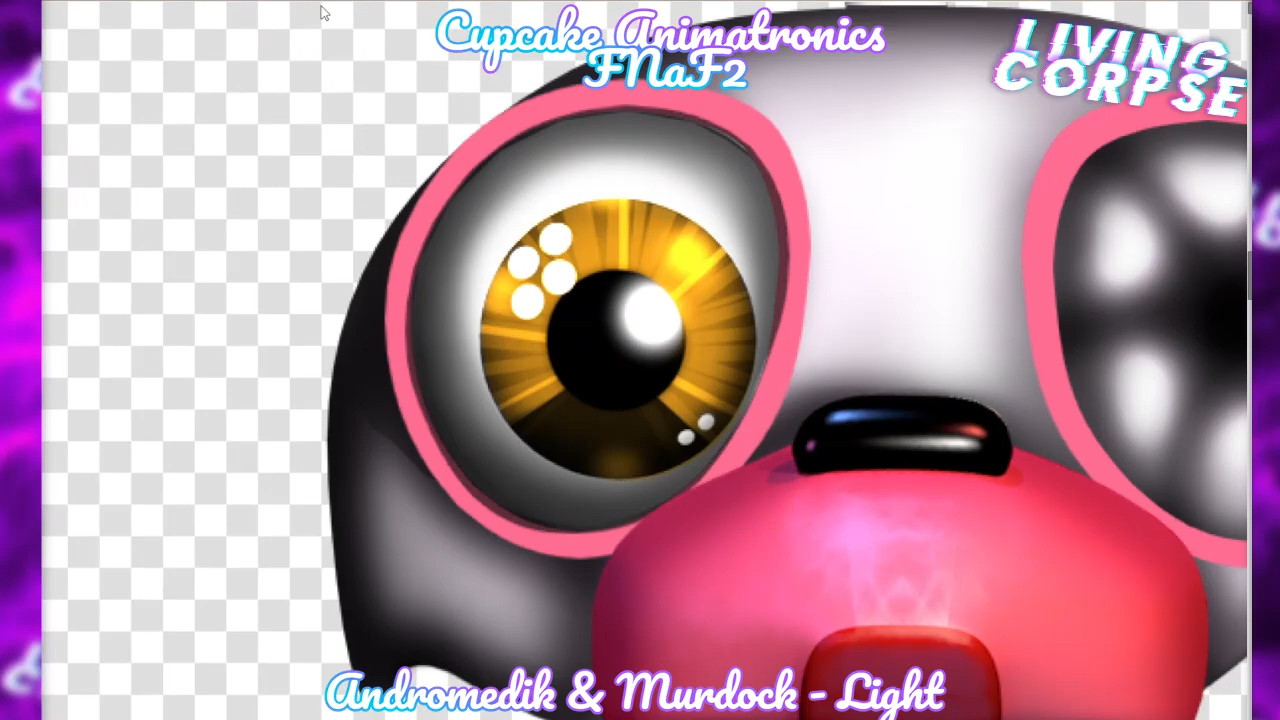 Cupcake Animatronics
FNaF2
LIVING
CORPSE
Andromedik & Murdock - Light